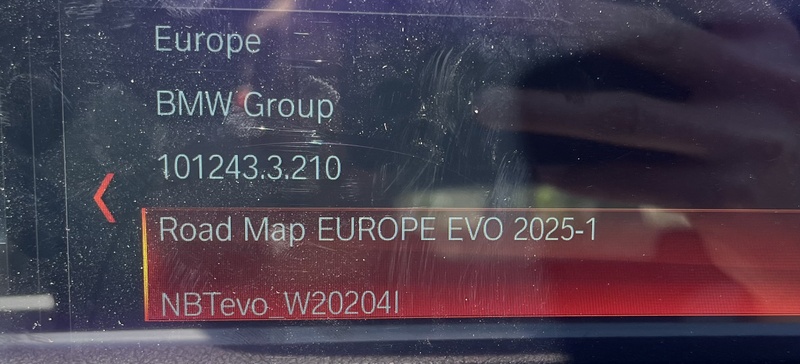 Europe
BMW Group
101243.3.210
Road Map EUROPE EVO 2025-1
NBTevo_W20204I